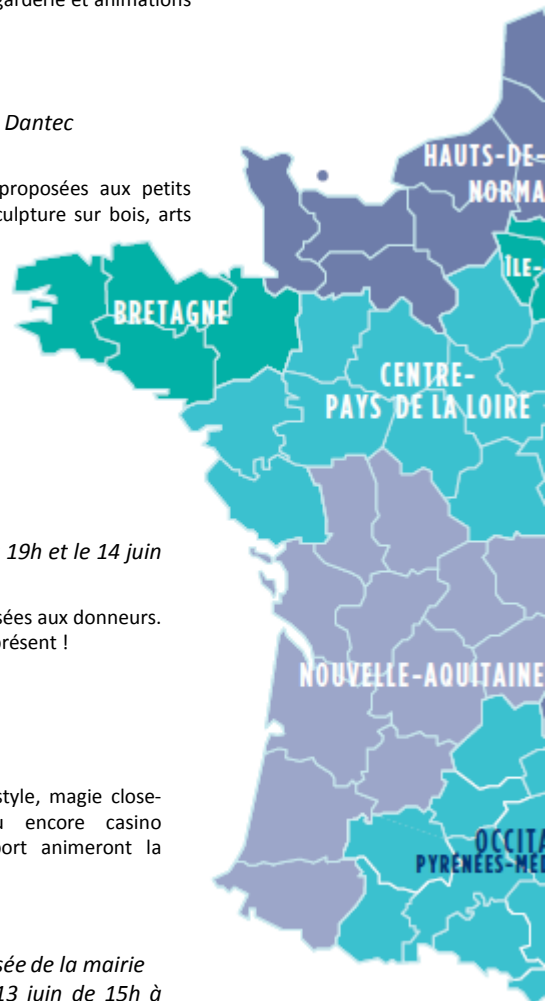 garderie et animations
Dantec
proposées aux petits
culpture sur bois, arts
19h et le 14 juin
sées aux donneurs.
présent !
style, magie close-
u encore casino
port animeront la
sée de la mairie
13 juin de 15h à
HAUTS-DE-
NORMA
ÎLE-
BRETAGNE
CENTRE-
PAYS DE LA LOIRE
NOUVELLE-AQUITAINE
OCCITA
PYRÉNÉES-MÉD